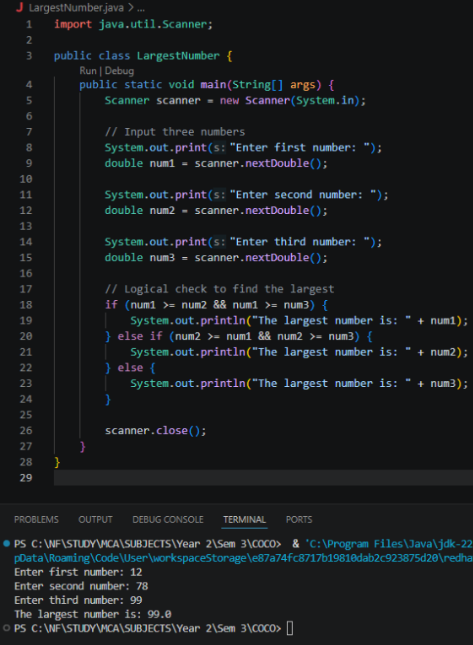 J LargestNumber.java > ...
1 import java.util.Scanner;
2
3 public class LargestNumber {
Run | Debug
4 public static void main(String[] args) {
5 Scanner scanner = new Scanner(System.in);
6
7 // Input three numbers
8 System.out.print(s: "Enter first number: ");
9 double num1 = scanner.nextDouble();
10
11 System.out.print(s: "Enter second number: ");
12 double num2 = scanner.nextDouble();
13
14 System.out.print(s: "Enter third number: ");
15 double num3 = scanner.nextDouble();
16
17 // Logical check to find the largest
18 if (num1 >= num2 && num1 >= num3) {
19 System.out.println("The largest number is: " + num1);
20 } else if (num2 >= num1 && num2 >= num3) {
21 System.out.println("The largest number is: " + num2);
22 } else {
23 System.out.println("The largest number is: " + num3);
24 }
25
26 scanner.close();
27 }
28 }
29
PROBLEMS OUTPUT DEBUG CONSOLE TERMINAL PORTS
PS C:\NF\STUDY\MCA\SUBJECTS\Year 2\Sem 3\COCO> & 'C:\Program Files\Java\jdk-22
pData\Roaming\Code\User\workspaceStorage\e87a74fc8717b19810dab2c923875d20\redha
Enter first number: 12
Enter second number: 78
Enter third number: 99
The largest number is: 99.0
PS C:\NF\STUDY\MCA\SUBJECTS\Year 2\Sem 3\COCO>